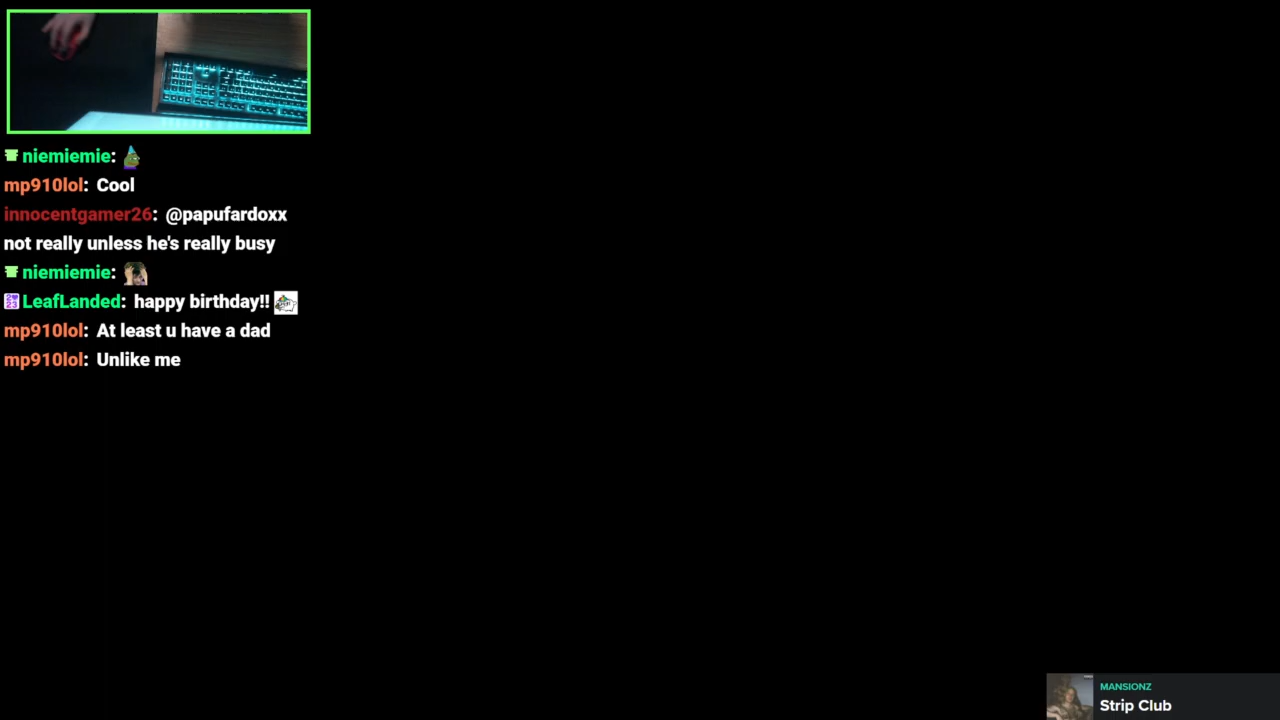 niemiemie:
mp910lol: Cool
innocentgamer26: @papufardoxx
not really unless he's really busy
niemiemie:
LeafLanded: happy birthday!!
mp910lol: At least u have a dad
mp910lol: Unlike me
MANSIONZ
Strip Club